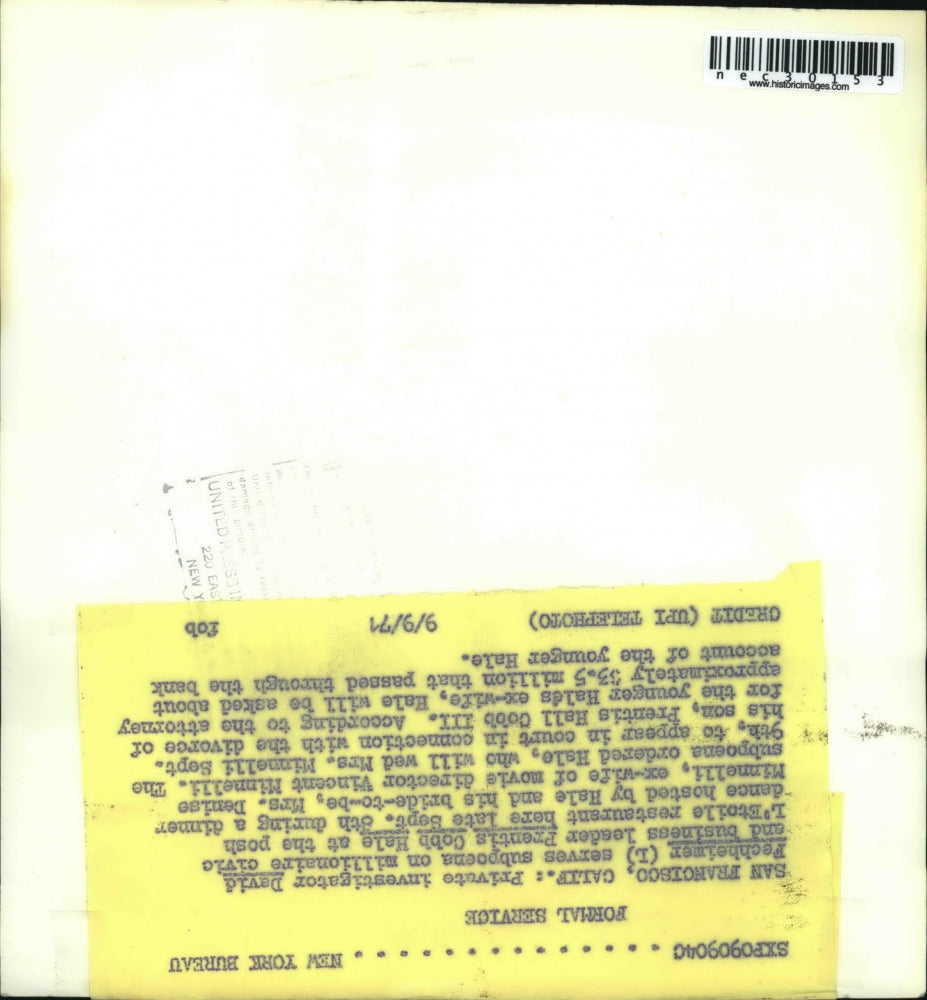 nec30153
www.historicimages.com
UNITED PRESS IN
220 EAS
NEW Y
SXP0909040 . . . . . . . . . . . . . . . NEW YORK BUREAU
FORMAL SERVICE
SAN FRANCISCO, CALIF.: Private investigator David
Fechheimer (L) serves subpoena on millionaire civic
and business leader Prentis Cobb Hale at the posh
L'Etoile restaurant here late Sept. 8th during a dinner
dance hosted by Hale and his bride-to-be, Mrs. Denise
Minnelli, ex-wife of movie director Vincent Minnelli. The
subpoena ordered Hale, who will wed Mrs. Minnelli Sept.
9th, to appear in court in connection with the divorce of
his son, Prentis Hall Cobb III. According to the attorney
for the younger Hales ex-wife, Hale will be asked about
approximately $5.5 million that passed through the bank
account of the younger Hale.
CREDIT (UPI TELEPHOTO) 9/9/71 fob